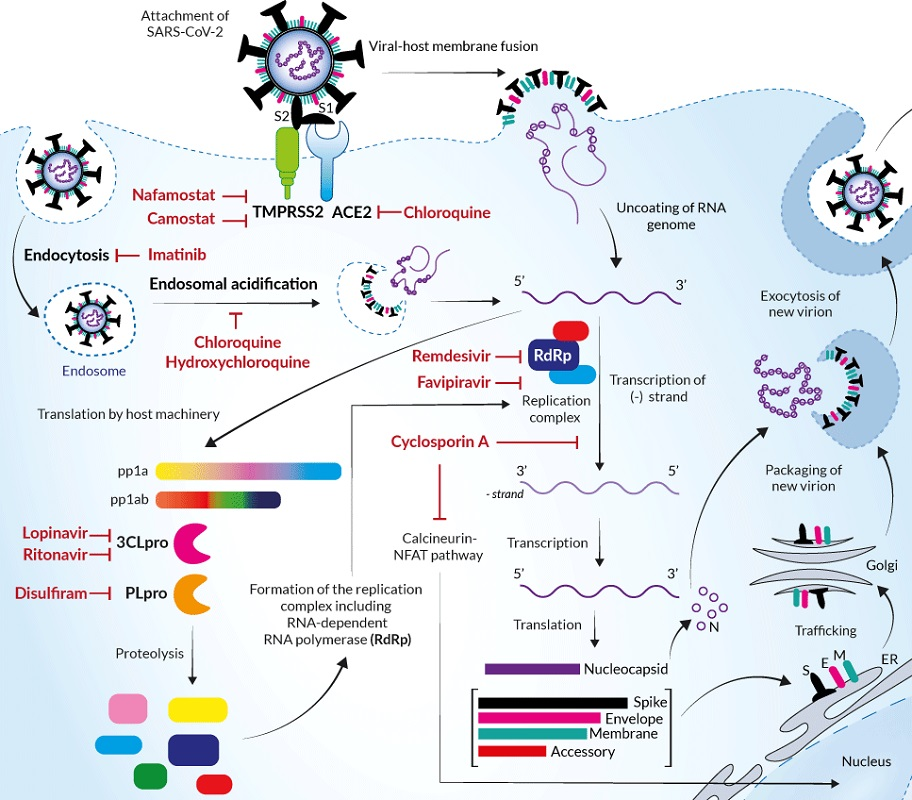 Attachment of
SARS-CoV-2
Viral-host membrane fusion
S2
S1
Nafamostat
Camostat
TMPRSS2
ACE2
Chloroquine
Uncoating of RNA
genome
Endocytosis
Imatinib
Endosomal acidification
Chloroquine
Hydroxychloroquine
Endosome
5’
3’
Exocytosis of
new virion
Remdesivir
RdRp
Favipiravir
Replication
complex
Transcription of
(-) strand
Translation by host machinery
Cyclosporin A
pp1a
pp1ab
3’
5’
- strand
Packaging of
new virion
Lopinavir
Ritonavir
3CLpro
Calcineurin-
NFAT pathway
Transcription
Golgi
Disulfiram
PLpro
5’
3’
Formation of the replication
complex including
RNA-dependent
RNA polymerase (RdRp)
N
Translation
Trafficking
Proteolysis
Nucleocapsid
S
E
M
ER
Spike
Envelope
Membrane
Accessory
Nucleus